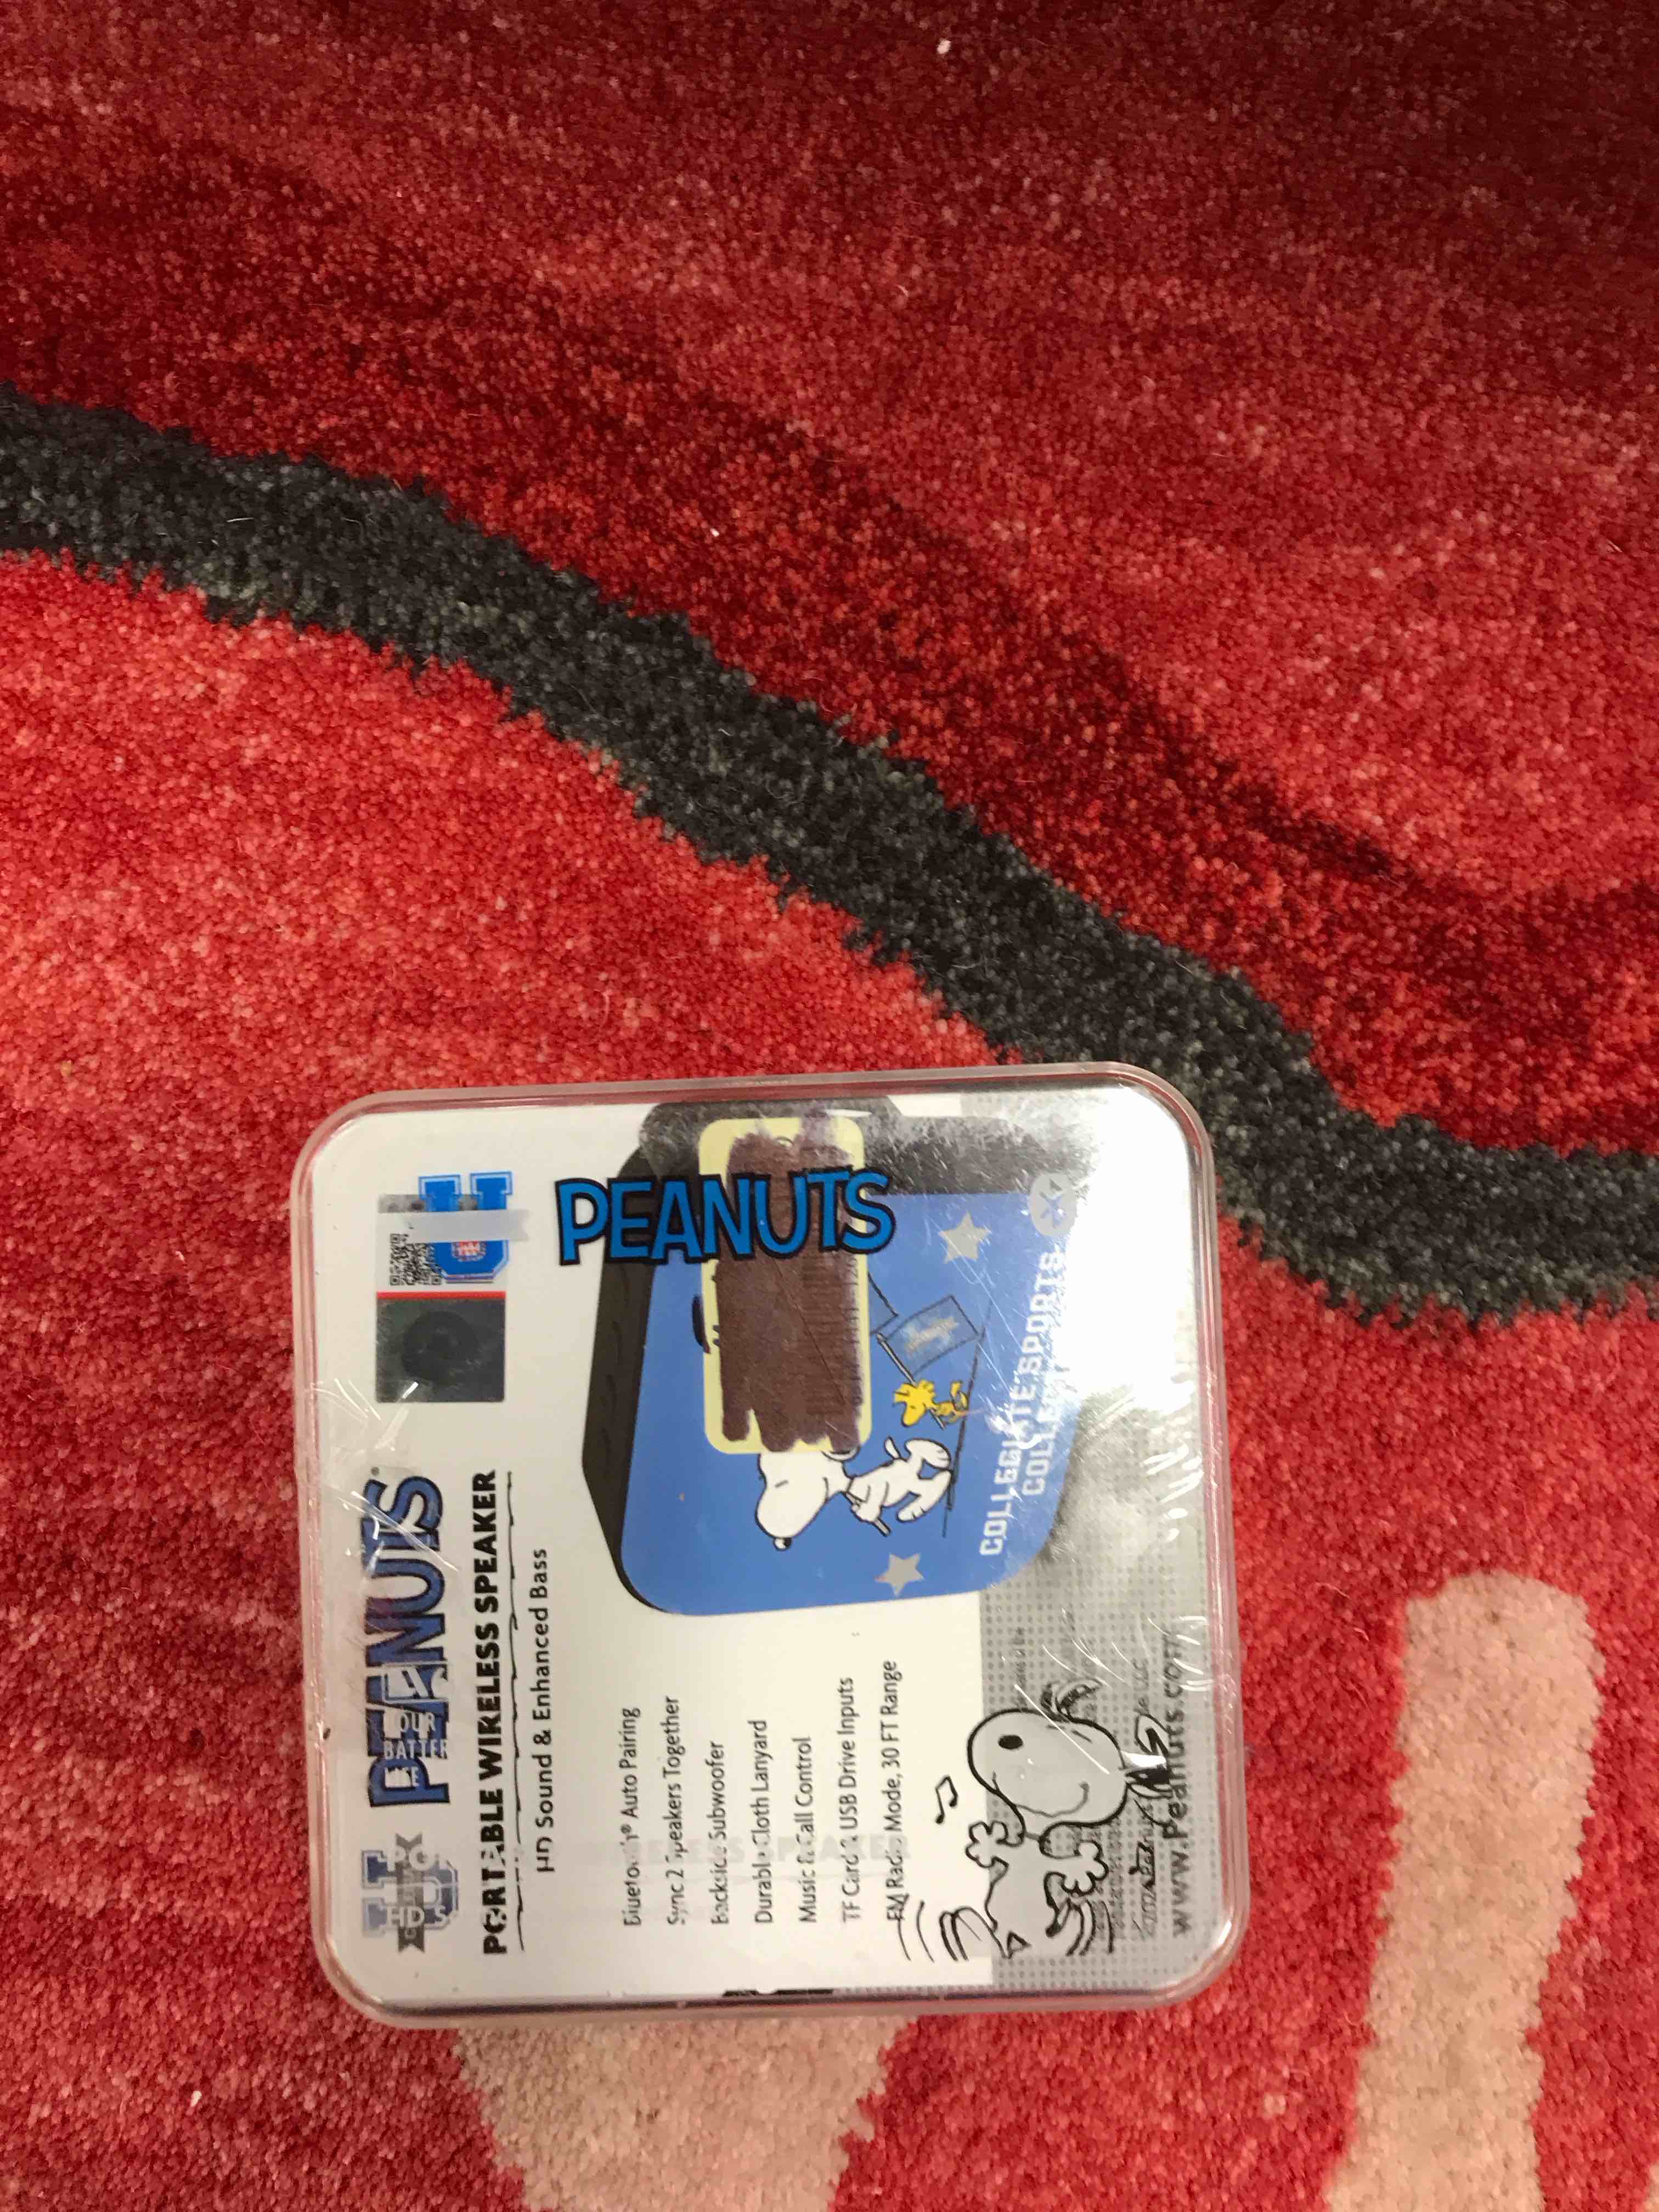 PEANUTS
PORTABLE WIRELESS SPEAKER
HD Sound & Enhanced Bass
Bluetooth® Auto Pairing
Sync 2 Speakers Together
Backside Subwoofer
Durable Cloth Lanyard
Music & Call Control
TF Card & USB Drive Inputs
FM Radio Mode, 30 FT Range
PEANUTS
COLLEGIATE SPORTS
www.Peanuts.com